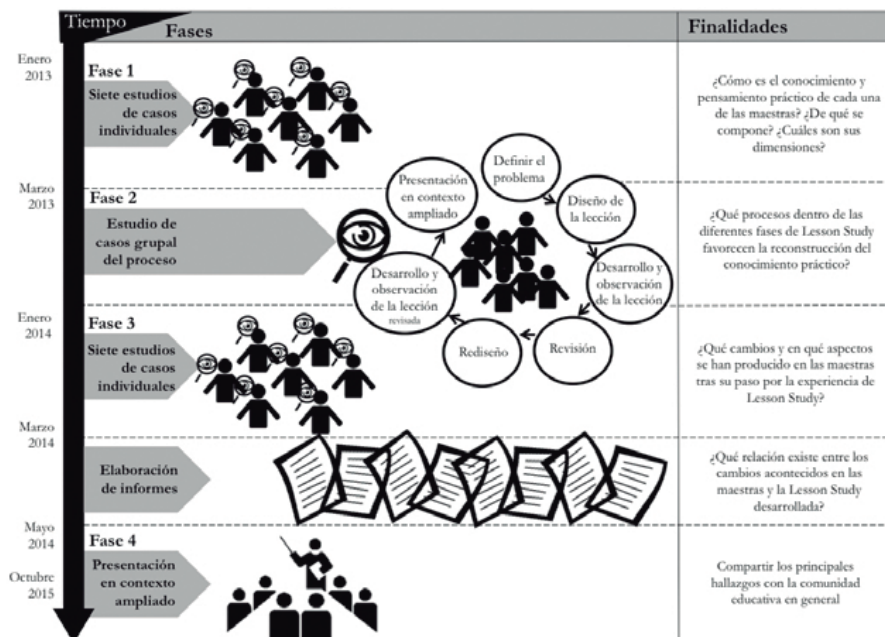 Tiempo
Fases
Finalidades
Enero
2013
Fase 1
Siete estudios
de casos
individuales
¿Cómo es el conocimiento y
pensamiento práctico de cada una
de las maestras? ¿De qué se
compone? ¿Cuáles son sus
dimensiones?
Marzo
2013
Fase 2
Estudio de
casos grupal
del proceso
Definir el
problema
Diseño de
la lección
Desarrollo y
observación
de la lección
Revisión
Rediseño
Desarrollo y
observación
de la lección
revisada
Presentación
en contexto
ampliado
¿Qué procesos dentro de las
diferentes fases de Lesson Study
favorecen la reconstrucción del
conocimiento práctico?
Enero
2014
Fase 3
Siete estudios
de casos
individuales
¿Qué cambios y en qué aspectos
se han producido en las maestras
tras su paso por la experiencia de
Lesson Study?
Marzo
2014
Elaboración
de informes
¿Qué relación existe entre los
cambios acontecidos en las
maestras y la Lesson Study
desarrollada?
Mayo
2014
Fase 4
Presentación
en contexto
ampliado
Octubre
2015
Compartir los principales
hallazgos con la comunidad
educativa en general